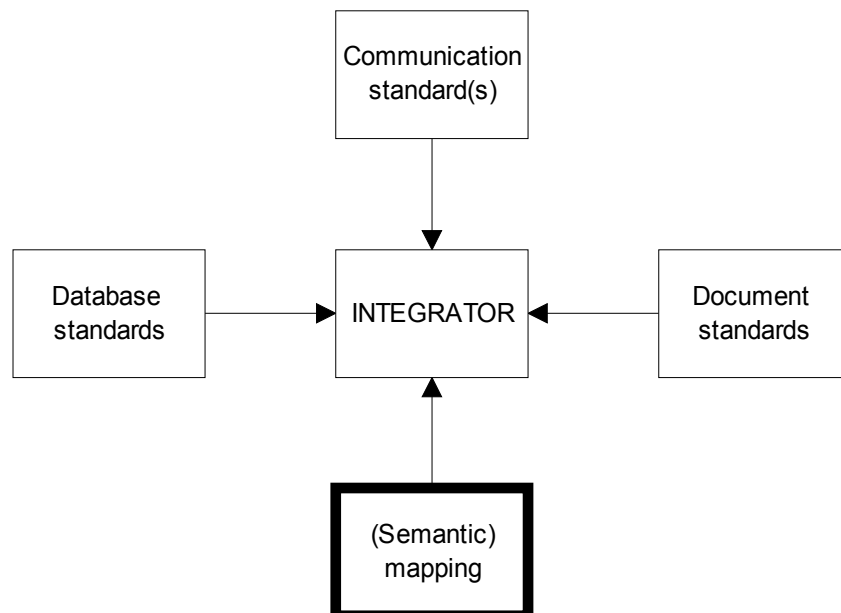 Communication
standard(s)
Database
standards
INTEGRATOR
Document
standards
(Semantic)
mapping